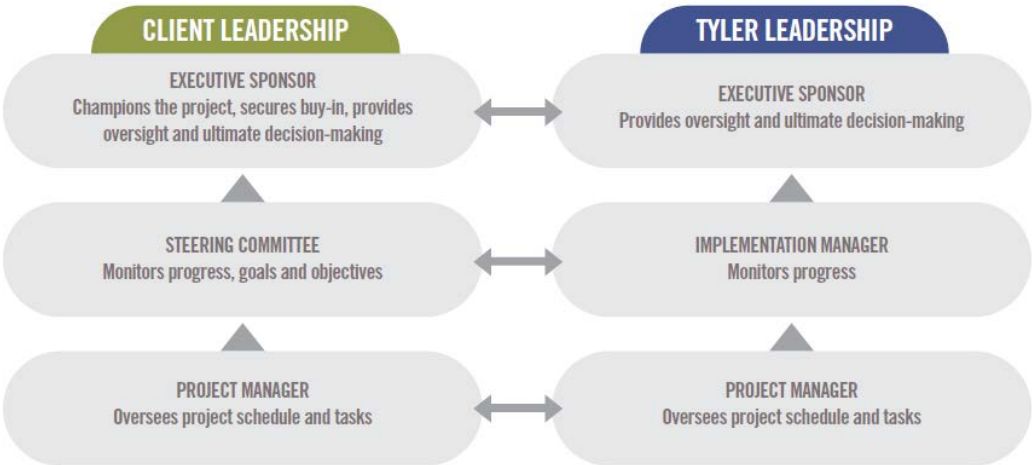 CLIENT LEADERSHIP
EXECUTIVE SPONSOR
Champions the project, secures buy-in, provides
oversight and ultimate decision-making
STEERING COMMITTEE
Monitors progress, goals and objectives
PROJECT MANAGER
Oversees project schedule and tasks
TYLER LEADERSHIP
EXECUTIVE SPONSOR
Provides oversight and ultimate decision-making
IMPLEMENTATION MANAGER
Monitors progress
PROJECT MANAGER
Oversees project schedule and tasks